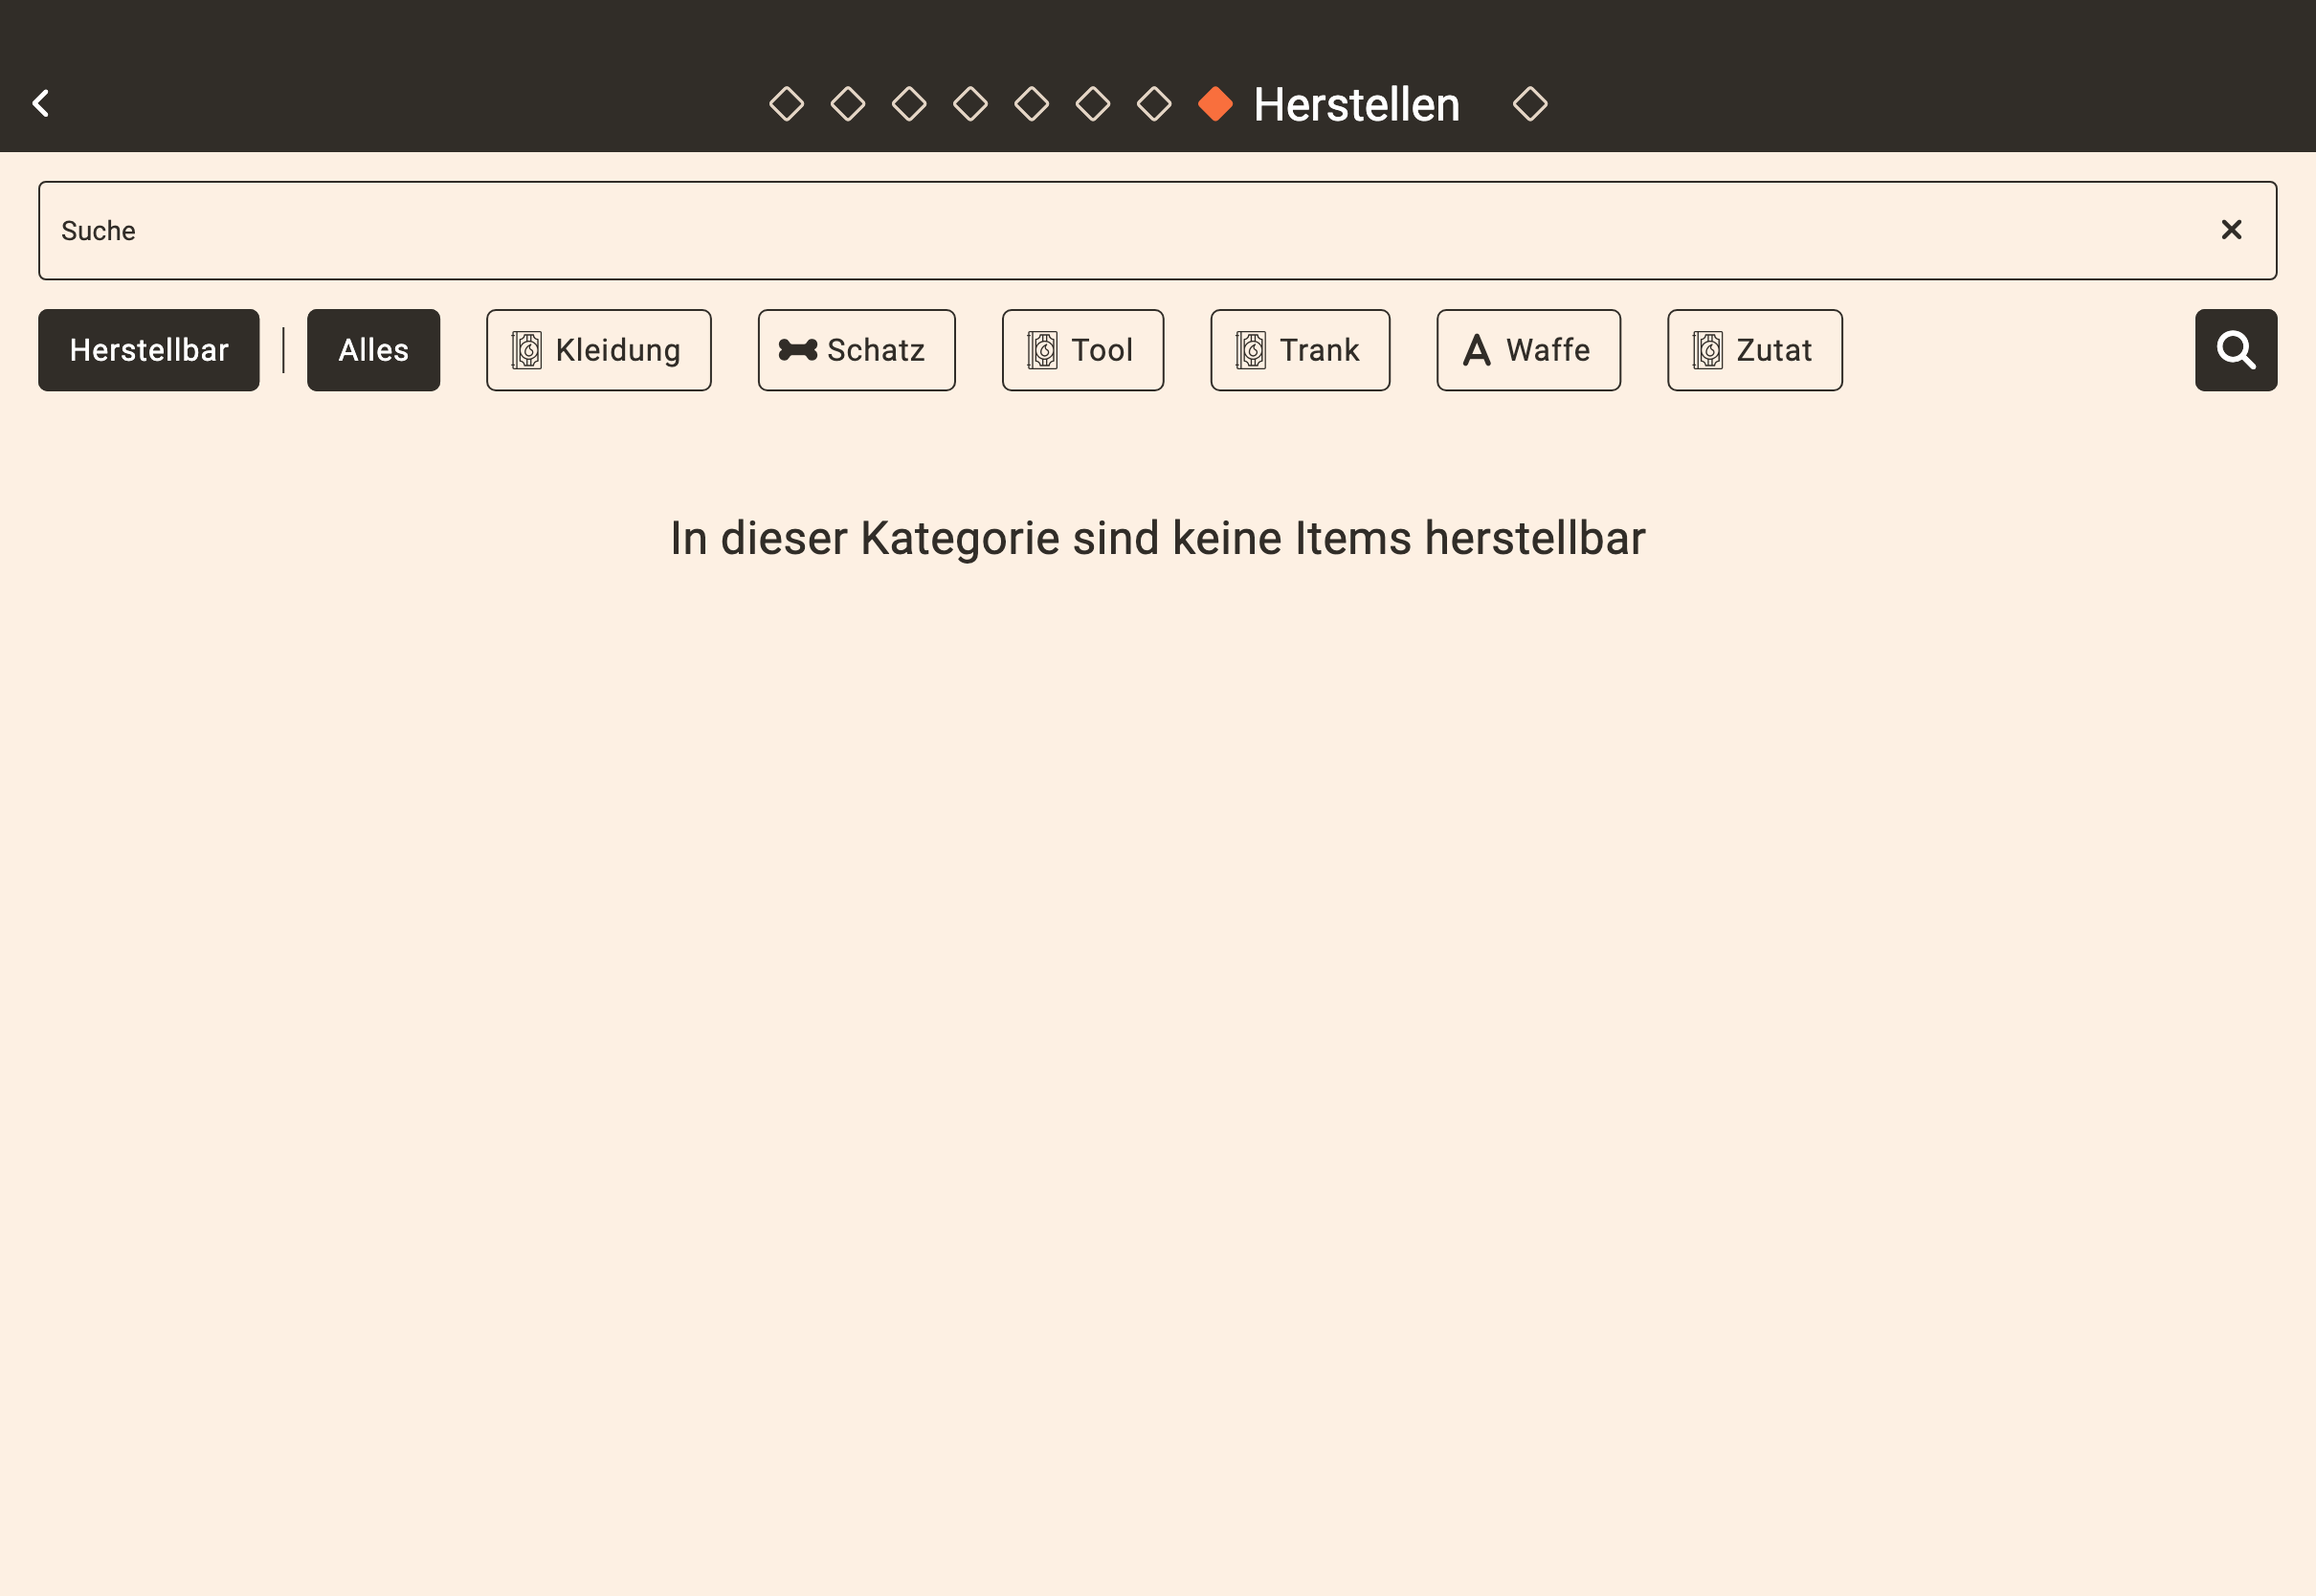 Herstellen
Suche
Herstellbar Alles Kleidung Schatz Tool Trank Waffe Zutat
In dieser Kategorie sind keine Items herstellbar